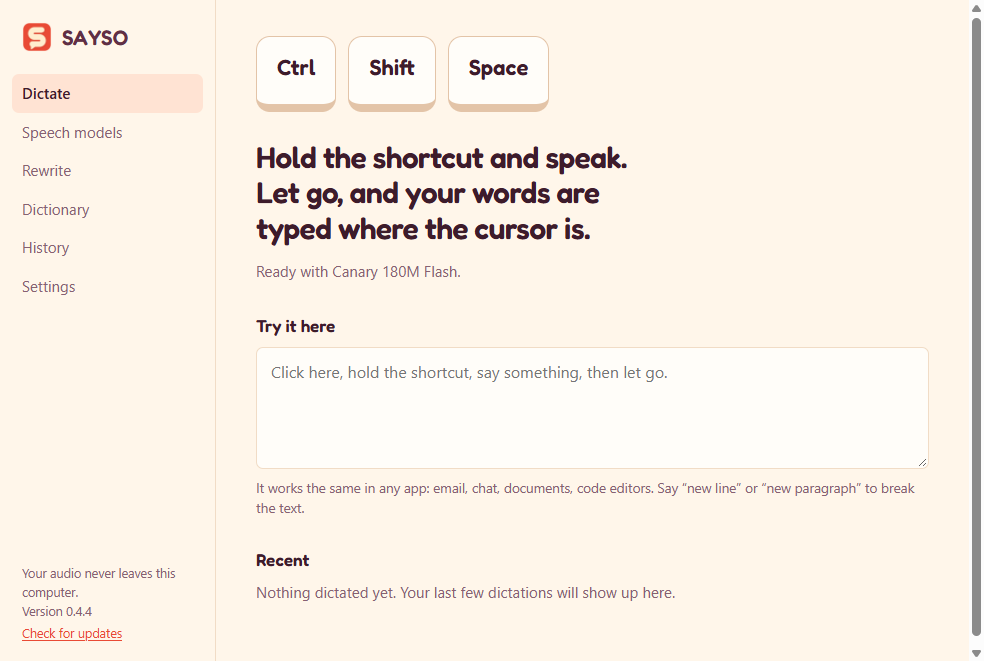 SAYSO
Dictate
Speech models
Rewrite
Dictionary
History
Settings
Your audio never leaves this
computer.
Version 0.4.4
Check for updates
Ctrl Shift Space
Hold the shortcut and speak.
Let go, and your words are
typed where the cursor is.
Ready with Canary 180M Flash.
Try it here
Click here, hold the shortcut, say something, then let go.
It works the same in any app: email, chat, documents, code editors. Say “new line” or “new paragraph” to break
the text.
Recent
Nothing dictated yet. Your last few dictations will show up here.